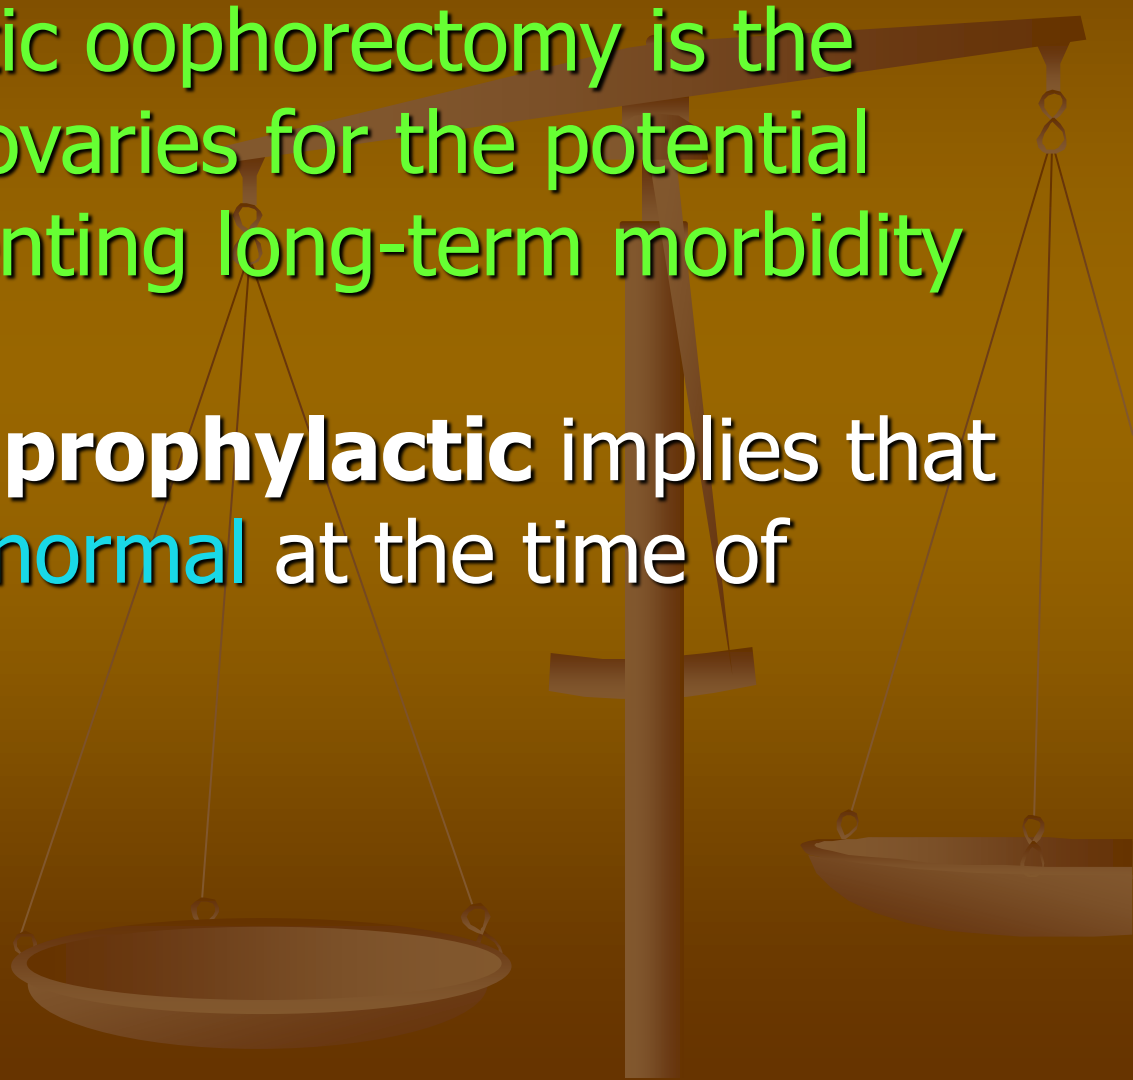 ic oophorectomy is the
ovaries for the potential
nting long-term morbidity
prophylactic implies that
normal at the time of